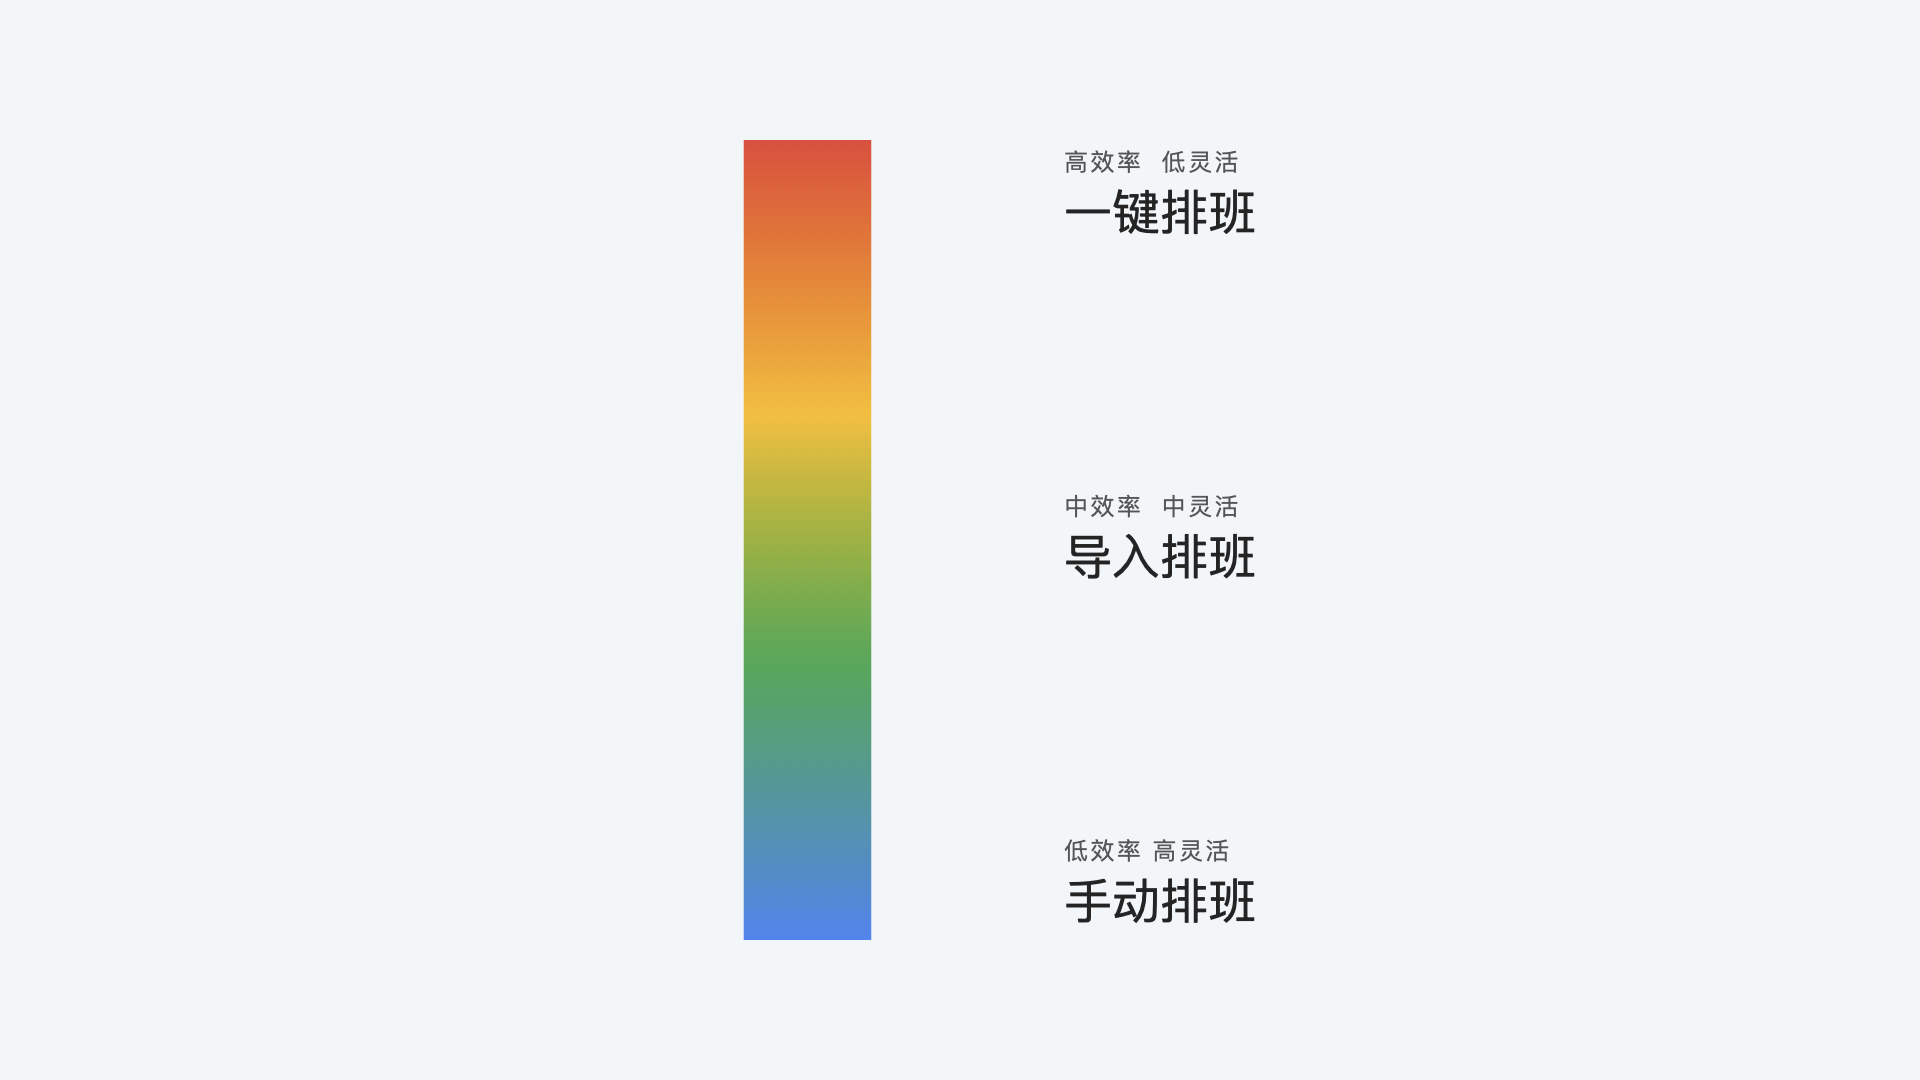 高效率 低灵活
一键排班
中效率 中灵活
导入排班
低效率 高灵活
手动排班